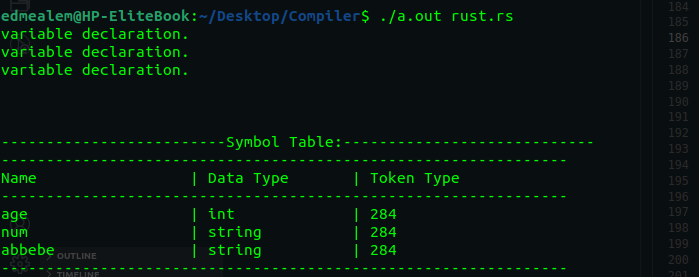 edmealem@HP-EliteBook:~/Desktop/Compiler$ ./a.out rust.rs
variable declaration.
variable declaration.
variable declaration.
-------------------------Symbol Table:----------------------------
---------------------------------------------------------------
Name | Data Type | Token Type
---------------------------------------------------------------
age | int | 284
num | string | 284
abbebe | string | 284
---------------------------------------------------------------
OUTLINE
TIMELINE
184
185
186
187
188
189
190
191
192
193
194
195
196
197
198
199
200
201